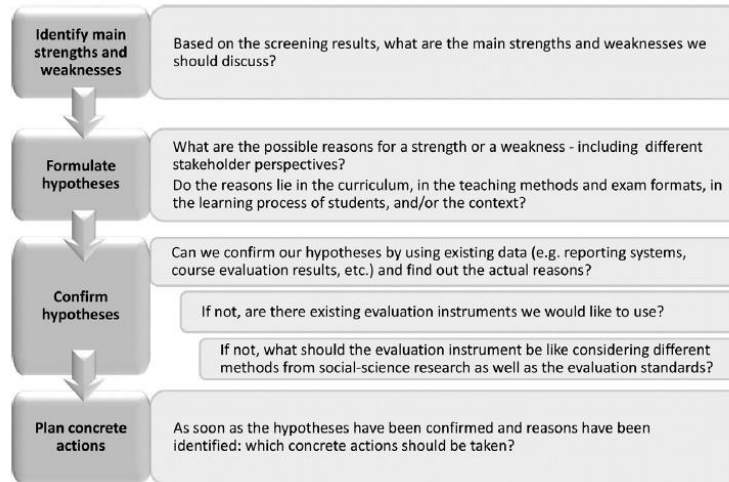 Identify main
strengths and
weaknesses
Based on the screening results, what are the main strengths and weaknesses we
should discuss?
Formulate
hypotheses
What are the possible reasons for a strength or a weakness - including different
stakeholder perspectives?
Do the reasons lie in the curriculum, in the teaching methods and exam formats, in
the learning process of students, and/or the context?
Confirm
hypotheses
Can we confirm our hypotheses by using existing data (e.g. reporting systems,
course evaluation results, etc.) and find out the actual reasons?
If not, are there existing evaluation instruments we would like to use?
If not, what should the evaluation instrument be like considering different
methods from social-science research as well as the evaluation standards?
Plan concrete
actions
As soon as the hypotheses have been confirmed and reasons have been
identified: which concrete actions should be taken?